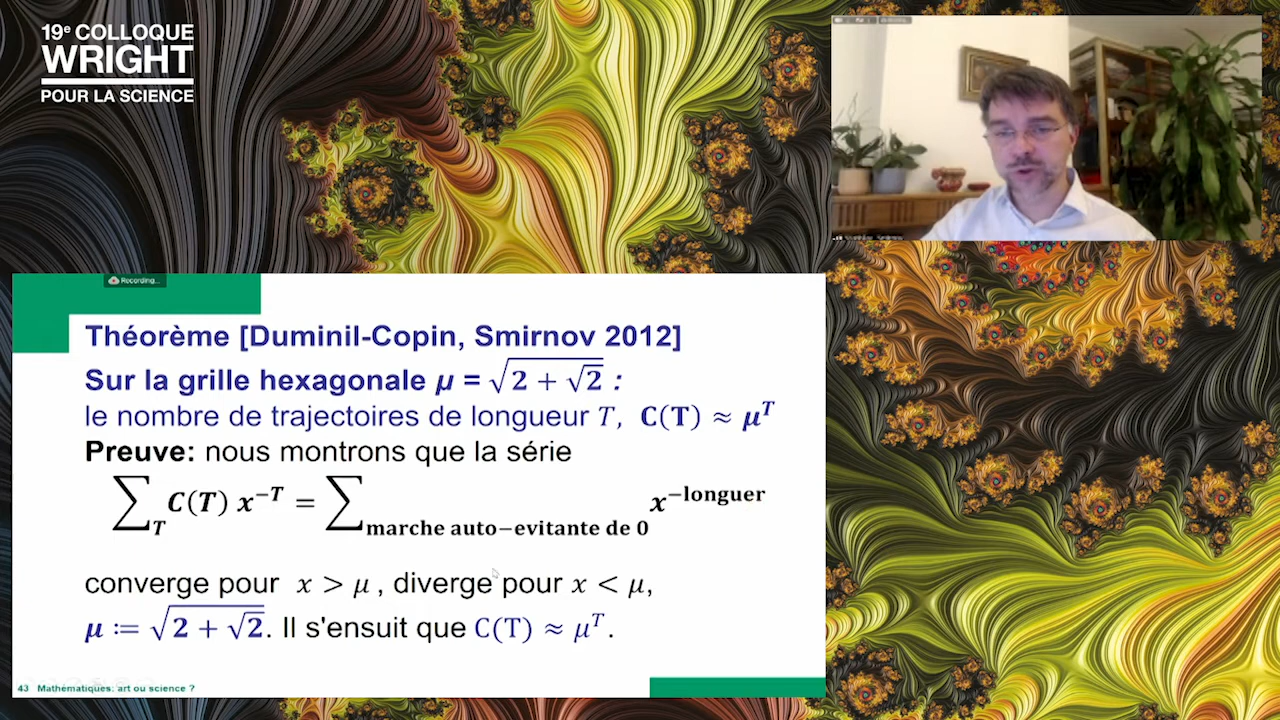 19e COLLOQUE
WRIGHT
POUR LA SCIENCE
Recording...
Théorème [Duminil-Copin, Smirnov 2012]
Sur la grille hexagonale μ = √(2 + √2) :
le nombre de trajectoires de longueur T, C(T) ≈ μ^T
Preuve: nous montrons que la série
∑_T C(T) x^{-T} = ∑_{marche auto−evitante de 0} x^{−longuer}
converge pour x > μ , diverge pour x < μ,
μ ≔ √(2 + √2). Il s'ensuit que C(T) ≈ μ^T.
43 Mathématiques: art ou science ?